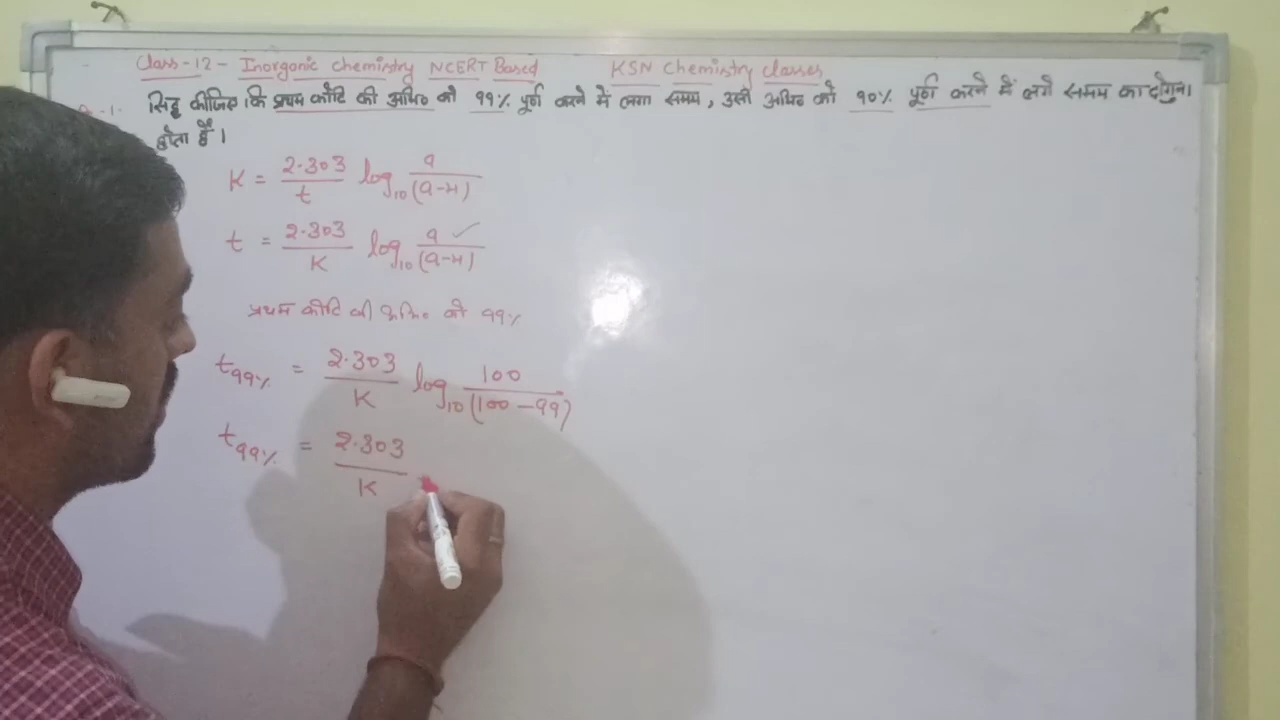 Class-12- Inorganic Chemistry NCERT Based KSN Chemistry Classes
सिद्ध कीजिए कि प्रथम कोटि की अभि० को 99% पूर्ण करने में लगा समय, उसी अभि० को 90% पूर्ण करने में लगे समय का दोगुना
होता है।
K = 2.303/t log₁₀ a/(a-x)
t = 2.303/K log₁₀ a/(a-x) ✓
प्रथम कोटि की अभि० को 99%
t₉₉% = 2.303/K log₁₀ 100/(100-99)
t₉₉% = 2.303/K